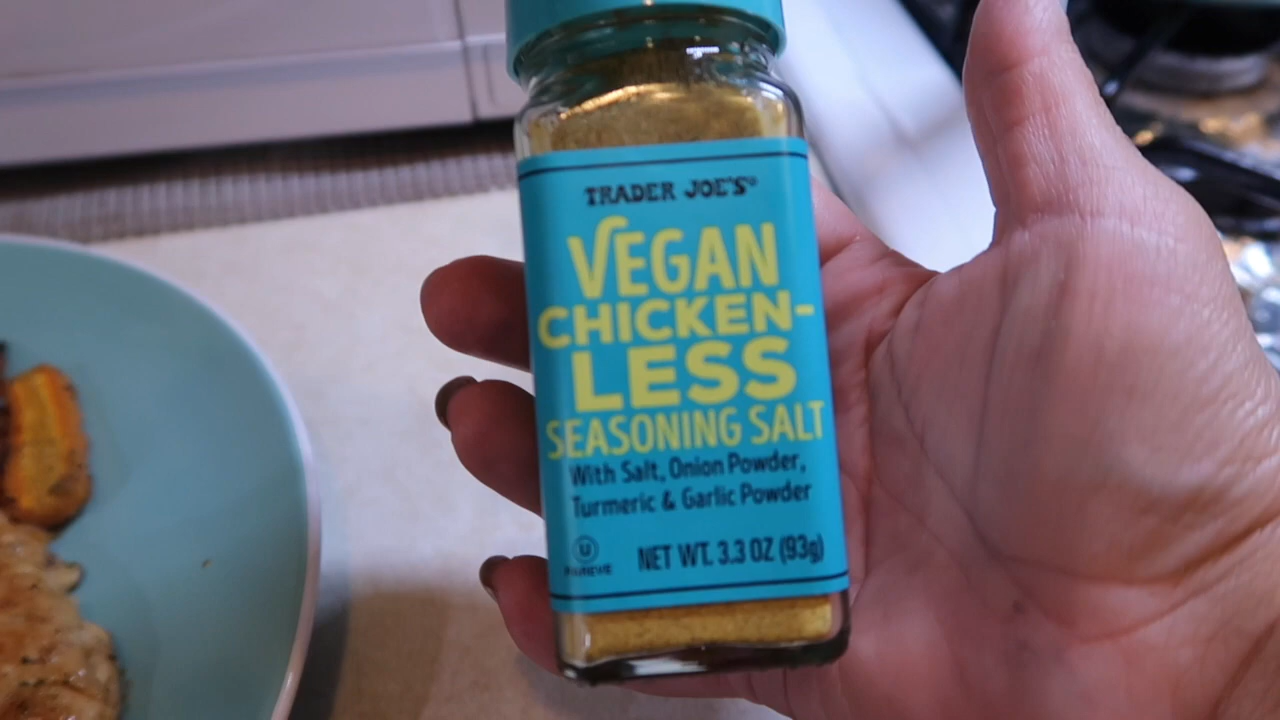 TRADER JOE'S®
VEGAN
CHICKEN-
LESS
SEASONING SALT
With Salt, Onion Powder,
Turmeric & Garlic Powder
U
PAREVE
NET WT. 3.3 OZ (93g)